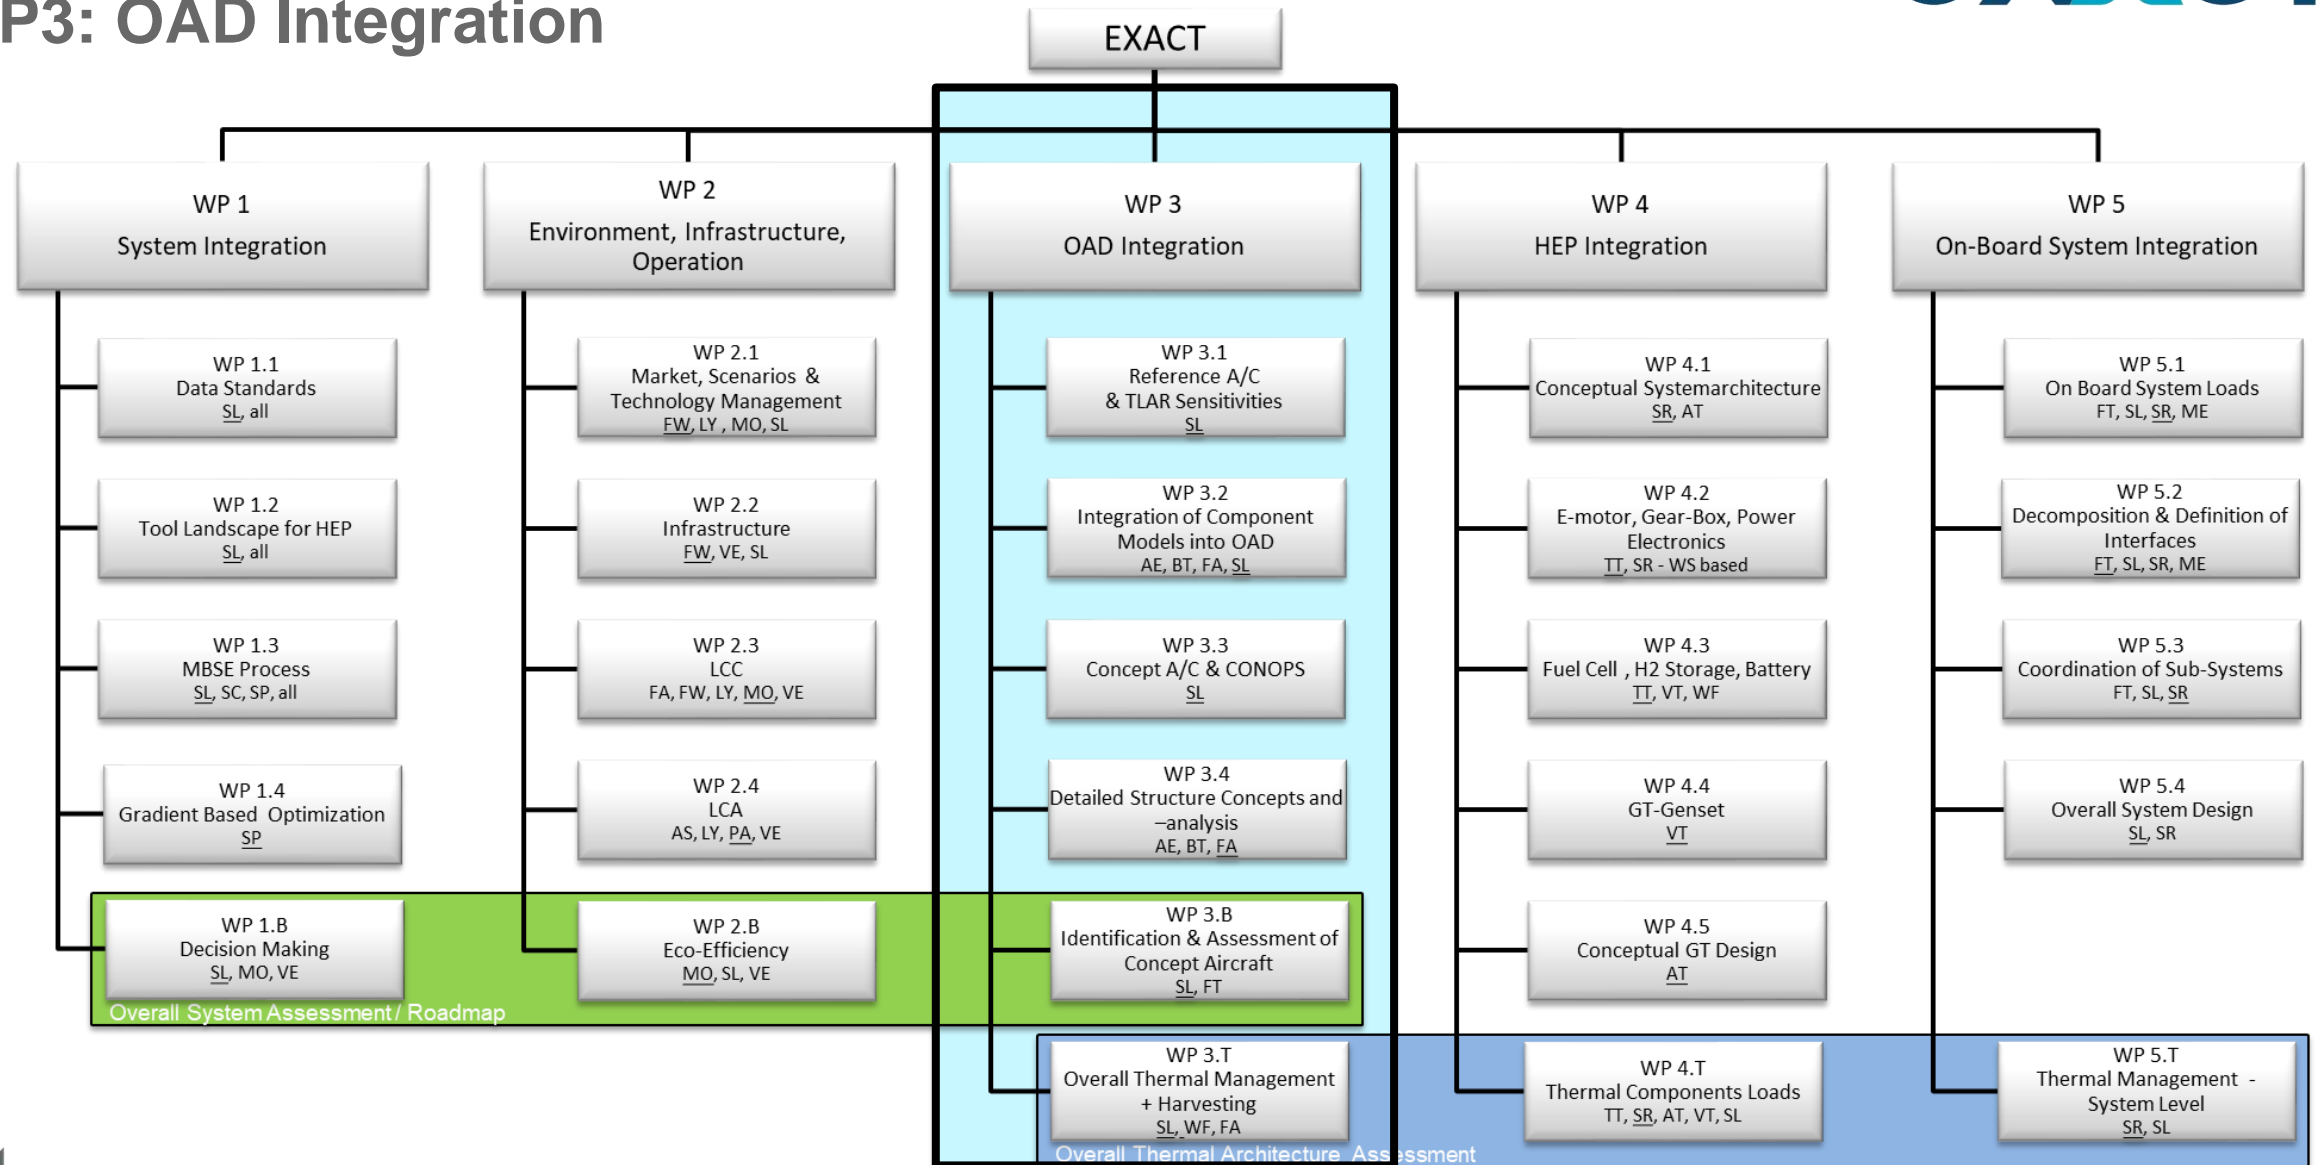 P3: OAD Integration
EXACT
WP 1
System Integration
WP 1.1
Data Standards
SL, all
WP 1.2
Tool Landscape for HEP
SL, all
WP 1.3
MBSE Process
SL, SC, SP, all
WP 1.4
Gradient Based Optimization
SP
WP 1.B
Decision Making
SL, MO, VE
WP 2
Environment, Infrastructure,
Operation
WP 2.1
Market, Scenarios &
Technology Management
FW, LY , MO, SL
WP 2.2
Infrastructure
FW, VE, SL
WP 2.3
LCC
FA, FW, LY, MO, VE
WP 2.4
LCA
AS, LY, PA, VE
WP 2.B
Eco-Efficiency
MO, SL, VE
WP 3
OAD Integration
WP 3.1
Reference A/C
& TLAR Sensitivities
SL
WP 3.2
Integration of Component
Models into OAD
AE, BT, FA, SL
WP 3.3
Concept A/C & CONOPS
SL
WP 3.4
Detailed Structure Concepts and
–analysis
AE, BT, FA
WP 3.B
Identification & Assessment of
Concept Aircraft
SL, FT
WP 3.T
Overall Thermal Management
+ Harvesting
SL, WF, FA
WP 4
HEP Integration
WP 4.1
Conceptual Systemarchitecture
SR, AT
WP 4.2
E-motor, Gear-Box, Power
Electronics
TT, SR - WS based
WP 4.3
Fuel Cell , H2 Storage, Battery
TT, VT, WF
WP 4.4
GT-Genset
VT
WP 4.5
Conceptual GT Design
AT
WP 4.T
Thermal Components Loads
TT, SR, AT, VT, SL
WP 5
On-Board System Integration
WP 5.1
On Board System Loads
FT, SL, SR, ME
WP 5.2
Decomposition & Definition of
Interfaces
FT, SL, SR, ME
WP 5.3
Coordination of Sub-Systems
FT, SL, SR
WP 5.4
Overall System Design
SL, SR
WP 5.T
Thermal Management -
System Level
SR, SL
Overall System Assessment / Roadmap
Overall Thermal Architecture Assessment